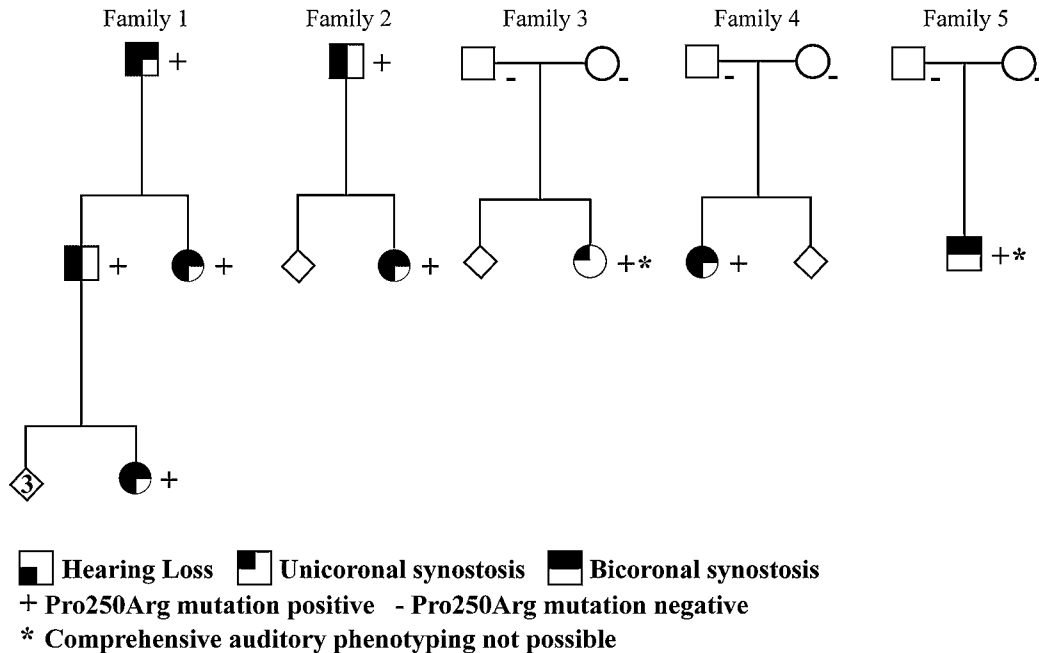 Family 1 Family 2 Family 3 Family 4 Family 5
+ + - - - - - -
+ + + +* + +*
3 +
Hearing Loss Unicoronal synostosis Bicoronal synostosis
+ Pro250Arg mutation positive - Pro250Arg mutation negative
* Comprehensive auditory phenotyping not possible